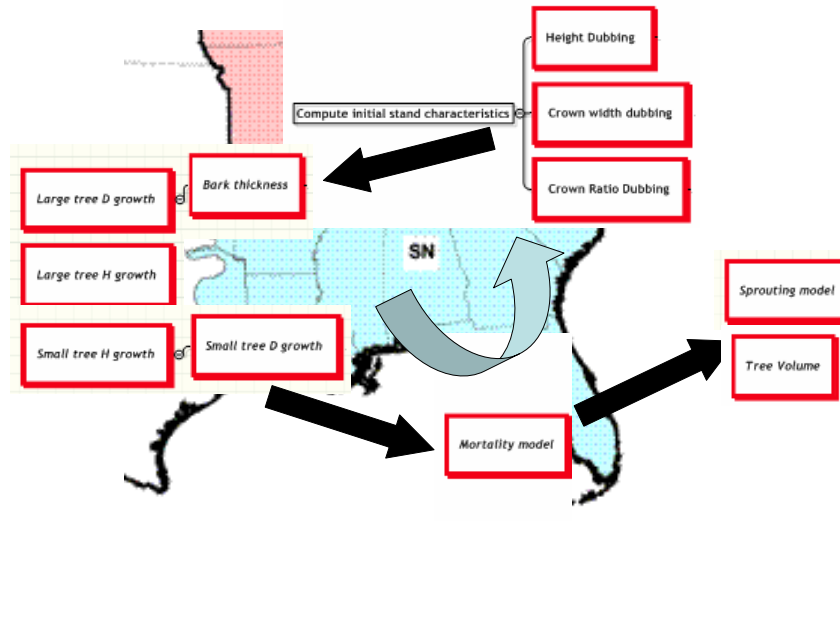 Height Dubbing
Compute initial stand characteristics
Crown width dubbing
Crown Ratio Dubbing
Bark thickness
Large tree D growth
SN
Large tree H growth
Sprouting model
Small tree D growth
Small tree H growth
Tree Volume
Mortality model